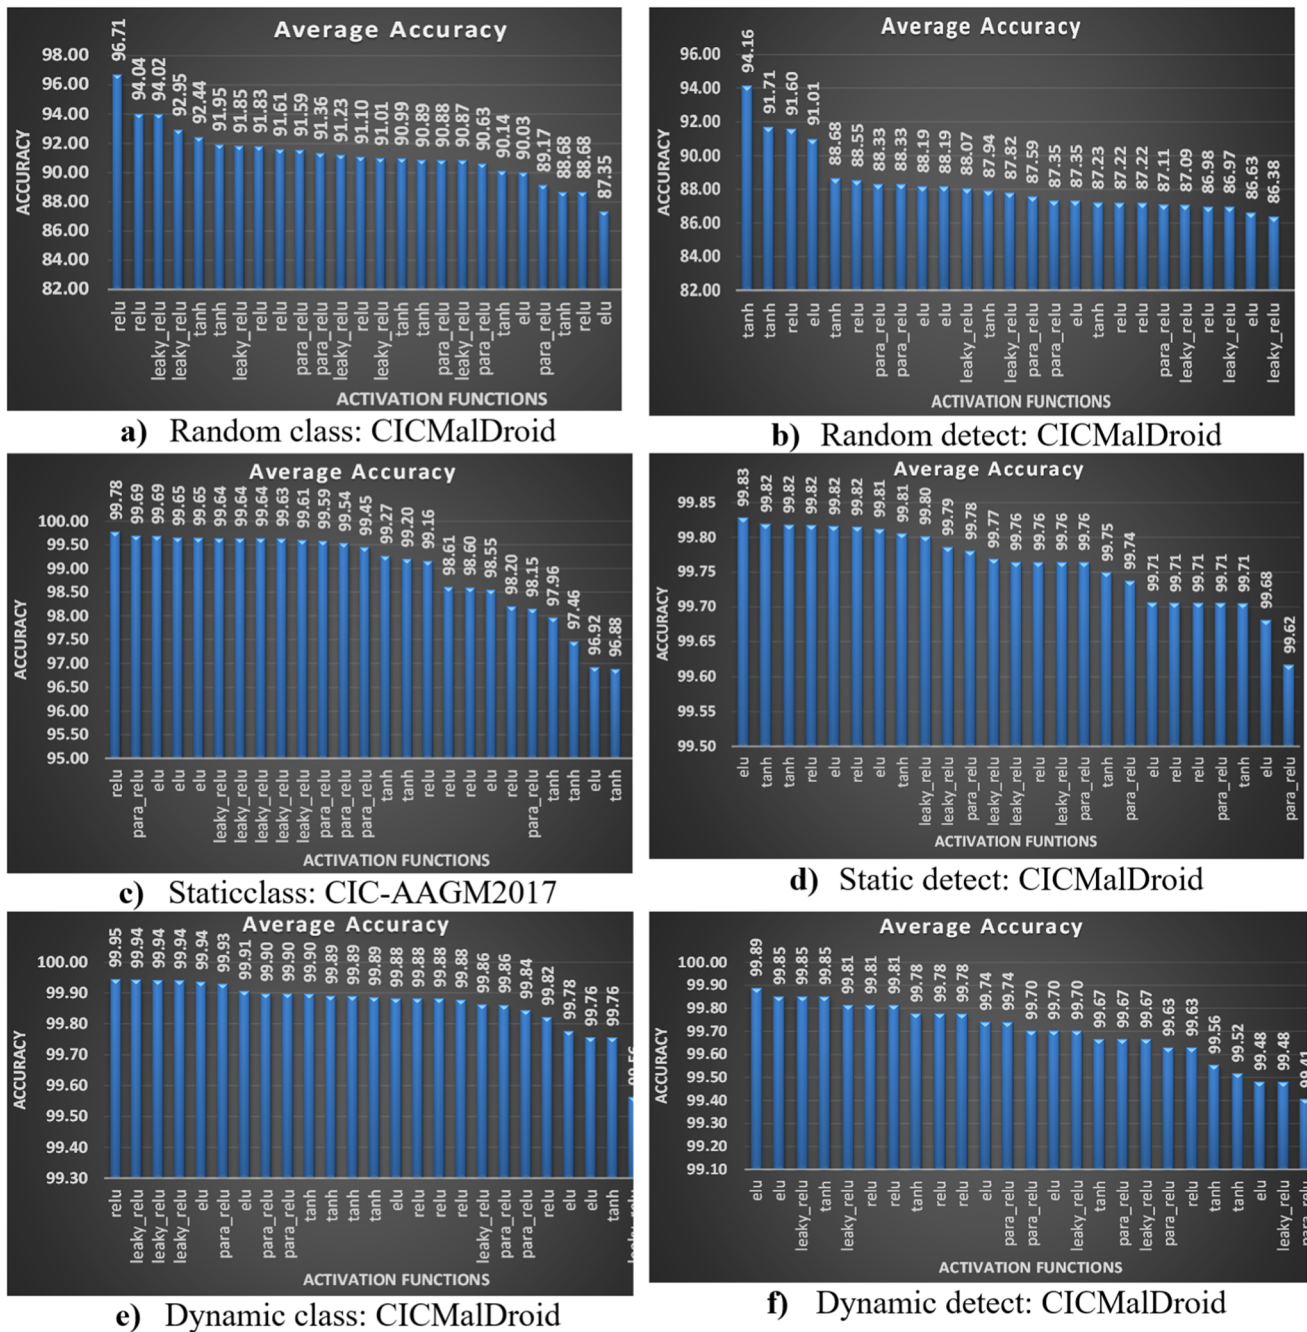 Average Accuracy
98.00
96.00
94.00
92.00
90.00
88.00
86.00
84.00
82.00
ACCURACY
96.71 94.04 94.02 92.95 92.44 91.95 91.85 91.83 91.61 91.59 91.36 91.23 91.10 91.01 90.99 90.89 90.88 90.87 90.63 90.14 90.03 89.17 88.68 88.68 87.35
relu relu leaky_relu leaky_relu tanh tanh leaky_relu relu relu para_relu para_relu leaky_relu relu leaky_relu tanh tanh para_relu leaky_relu para_relu tanh elu para_relu tanh relu elu
ACTIVATION FUNCTIONS
a) Random class: CICMalDroid
Average Accuracy
96.00
94.00
92.00
90.00
88.00
86.00
84.00
82.00
ACCURACY
94.16 91.71 91.60 91.01 88.68 88.55 88.33 88.33 88.19 88.19 88.07 87.94 87.82 87.59 87.35 87.35 87.23 87.22 87.22 87.11 87.09 86.98 86.97 86.63 86.38
tanh tanh relu elu tanh relu para_relu para_relu elu elu leaky_relu tanh leaky_relu para_relu para_relu elu tanh relu relu para_relu leaky_relu relu leaky_relu elu leaky_relu
ACTIVATION FUNCTIONS
b) Random detect: CICMalDroid
Average Accuracy
100.00
99.50
99.00
98.50
98.00
97.50
97.00
96.50
96.00
95.50
95.00
ACCURACY
99.78 99.69 99.69 99.65 99.65 99.64 99.64 99.64 99.63 99.61 99.59 99.54 99.45 99.27 99.20 99.16 98.61 98.60 98.55 98.20 98.15 97.96 97.46 96.92 96.88
relu para_relu elu elu elu leaky_relu leaky_relu leaky_relu leaky_relu leaky_relu para_relu para_relu para_relu tanh tanh relu relu relu elu relu para_relu tanh tanh elu tanh
ACTIVATION FUNCTIONS
c) Staticclass: CIC-AAGM2017
Average Accuracy
99.85
99.80
99.75
99.70
99.65
99.60
99.55
99.50
ACCURACY
99.83 99.82 99.82 99.82 99.82 99.82 99.81 99.81 99.80 99.79 99.78 99.77 99.76 99.76 99.76 99.76 99.75 99.74 99.71 99.71 99.71 99.71 99.71 99.68 99.62
elu tanh tanh relu elu relu elu tanh leaky_relu leaky_relu para_relu leaky_relu leaky_relu relu leaky_relu para_relu tanh para_relu elu relu relu para_relu tanh elu para_relu
ACTIVATION FUNCTIONS
d) Static detect: CICMalDroid
Average Accuracy
100.00
99.90
99.80
99.70
99.60
99.50
99.40
99.30
ACCURACY
99.95 99.94 99.94 99.94 99.94 99.93 99.91 99.90 99.90 99.90 99.89 99.89 99.89 99.88 99.88 99.88 99.88 99.86 99.86 99.84 99.82 99.78 99.76 99.76
relu leaky_relu leaky_relu leaky_relu elu para_relu elu para_relu para_relu tanh tanh tanh tanh elu relu relu relu leaky_relu para_relu para_relu relu elu elu tanh
ACTIVATION FUNCTIONS
e) Dynamic class: CICMalDroid
Average Accuracy
100.00
99.90
99.80
99.70
99.60
99.50
99.40
99.30
99.20
99.10
ACCURACY
99.89 99.85 99.85 99.85 99.81 99.81 99.81 99.78 99.78 99.78 99.74 99.74 99.70 99.70 99.70 99.67 99.67 99.67 99.63 99.63 99.56 99.52 99.48 99.48
elu elu leaky_relu tanh leaky_relu relu relu tanh relu relu elu para_relu para_relu elu leaky_relu tanh para_relu leaky_relu para_relu relu tanh tanh elu leaky_relu
ACTIVATION FUNCTIONS
f) Dynamic detect: CICMalDroid